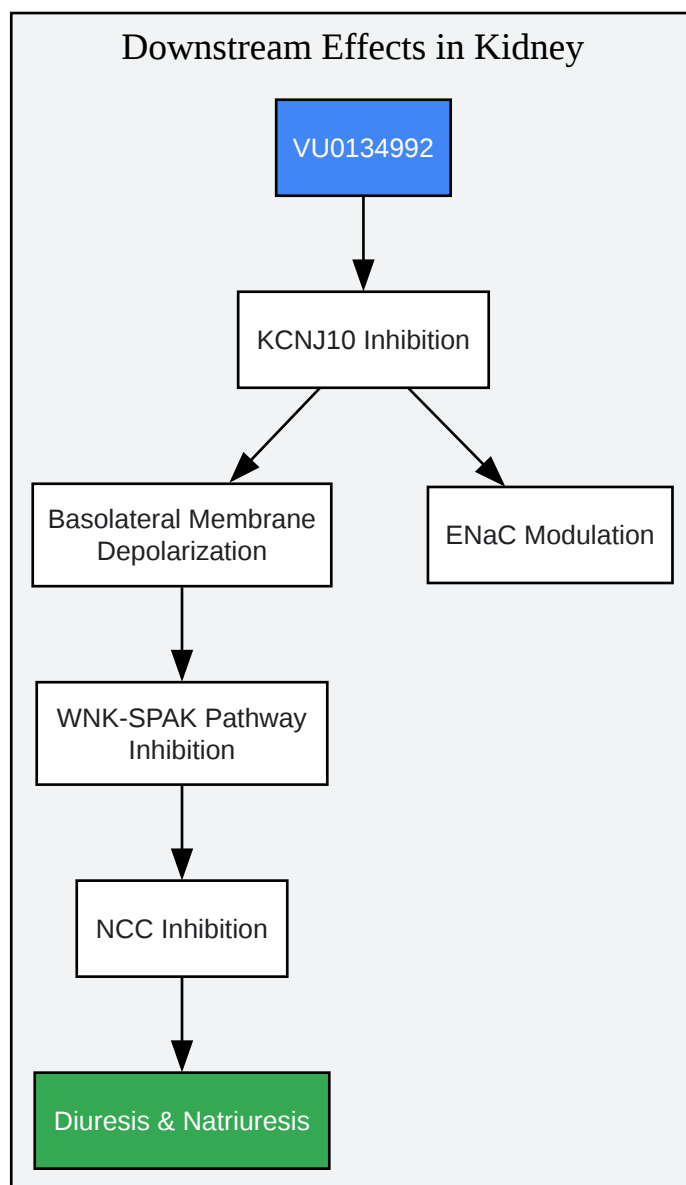 Downstream Effects in Kidney
VU0134992
KCNJ10 Inhibition
Basolateral Membrane
Depolarization
ENaC Modulation
WNK-SPAK Pathway
Inhibition
NCC Inhibition
Diuresis & Natriuresis